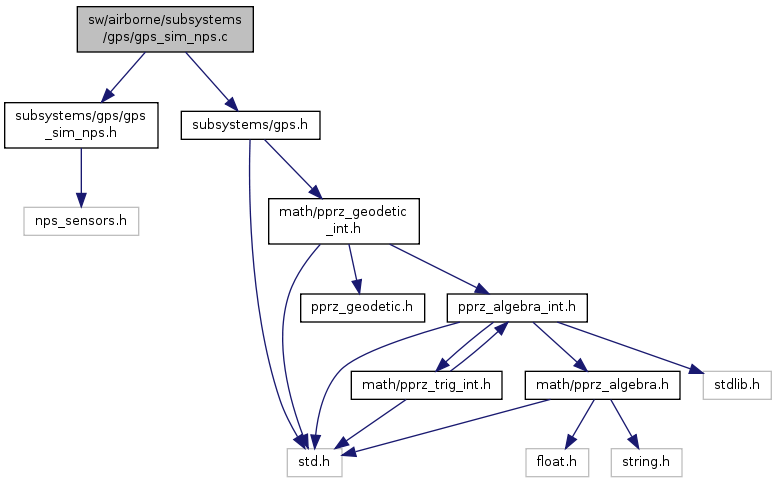 sw/airborne/subsystems
/gps/gps_sim_nps.c
subsystems/gps/gps
_sim_nps.h
subsystems/gps.h
nps_sensors.h
math/pprz_geodetic
_int.h
pprz_geodetic.h
pprz_algebra_int.h
math/pprz_trig_int.h
math/pprz_algebra.h
stdlib.h
std.h
float.h
string.h